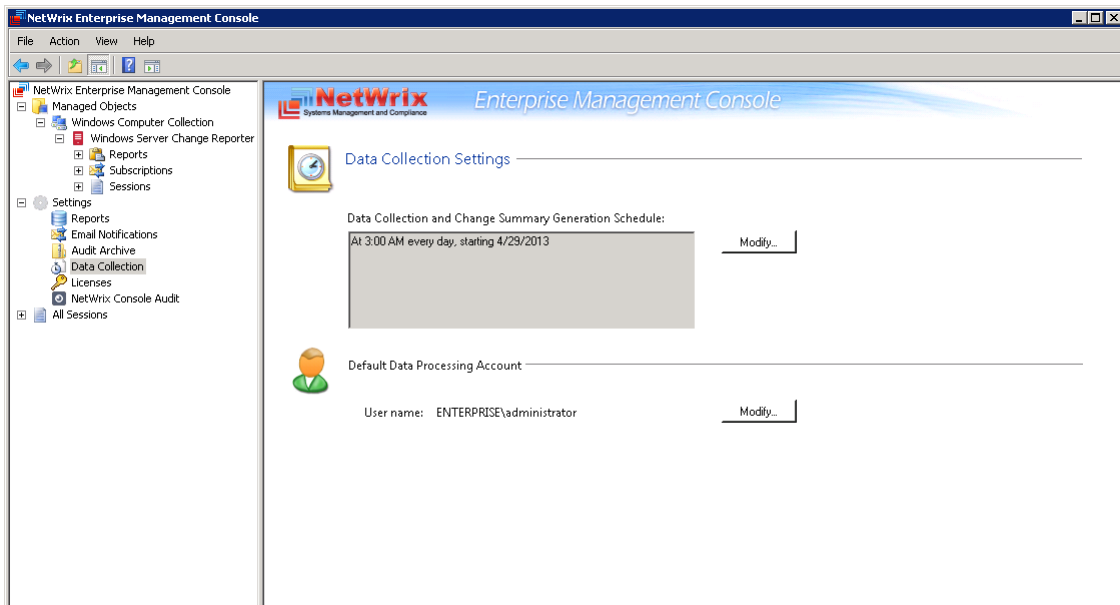 NetWrix Enterprise Management Console
File Action View Help
NetWrix Enterprise Management Console
Managed Objects
Windows Computer Collection
Windows Server Change Reporter
Reports
Subscriptions
Sessions
Settings
Reports
Email Notifications
Audit Archive
Data Collection
Licenses
NetWrix Console Audit
All Sessions
NetWrix
Systems Management and Compliance
Enterprise Management Console
Data Collection Settings
Data Collection and Change Summary Generation Schedule:
At 3:00 AM every day, starting 4/29/2013
Modify...
Default Data Processing Account
User name: ENTERPRISE\administrator
Modify...